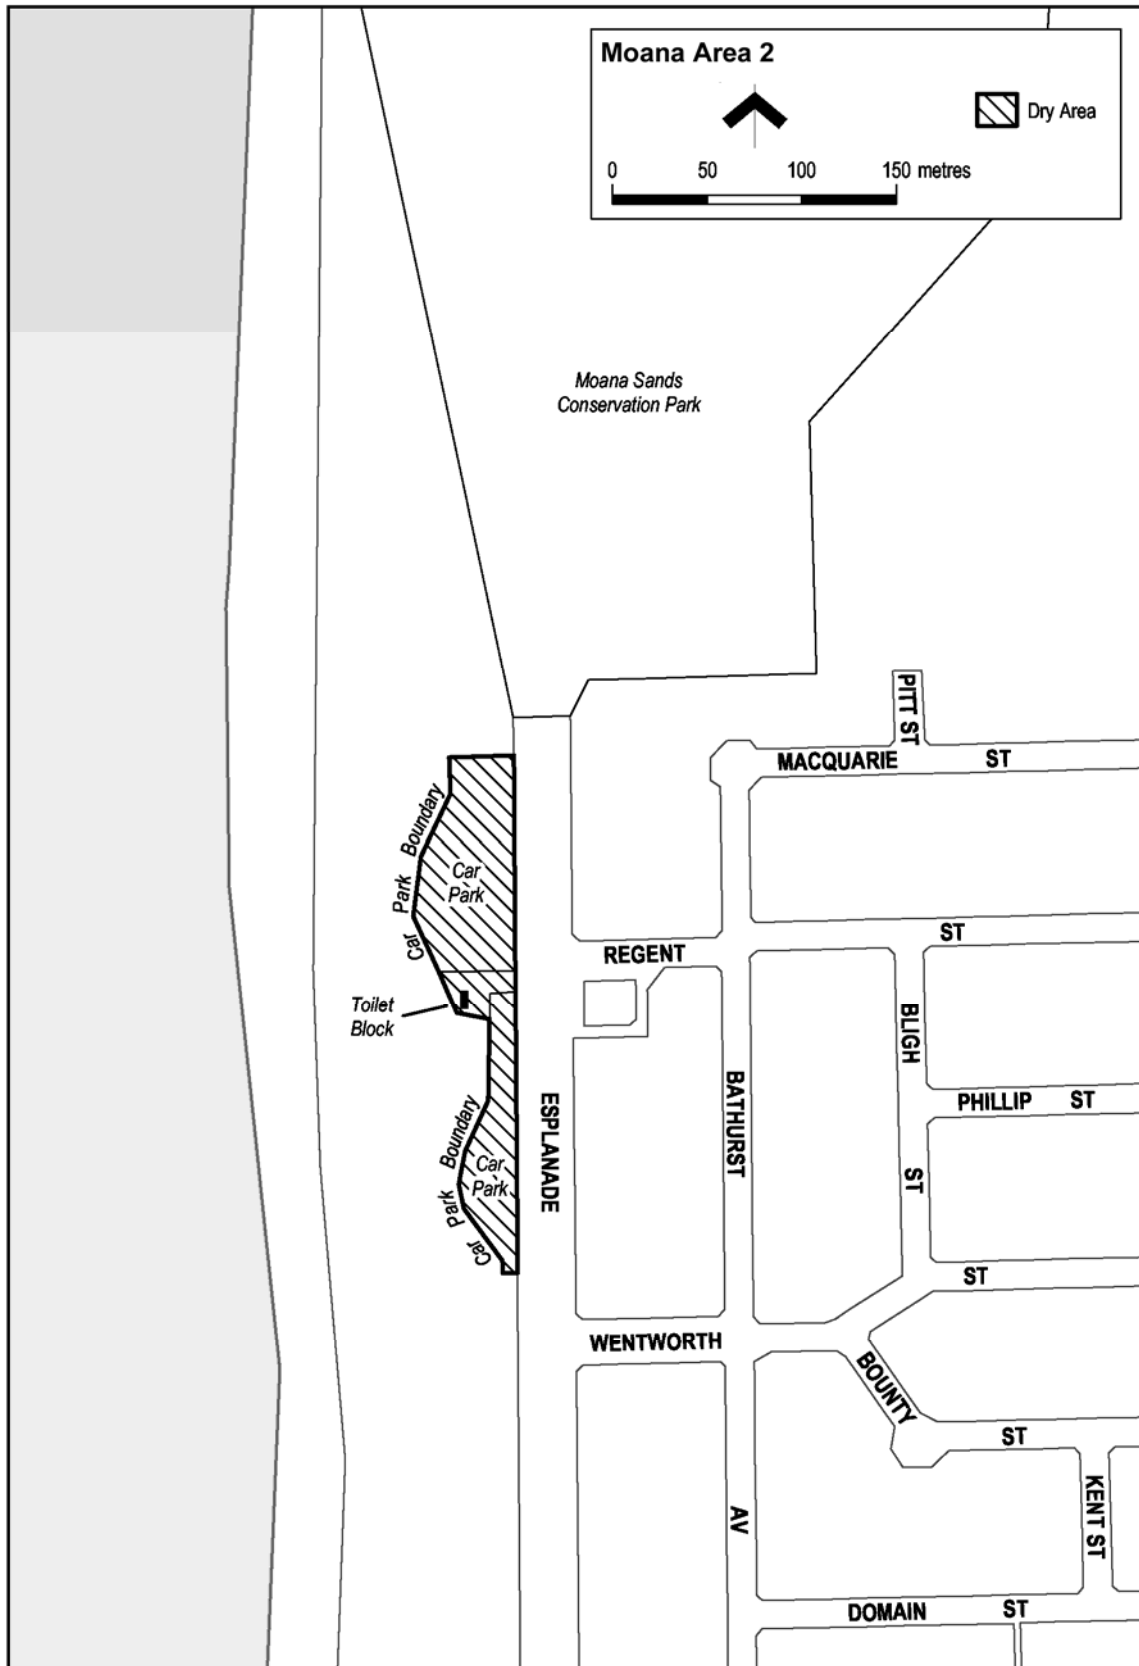 Moana Area 2
Dry Area
0 50 100 150 metres
Moana Sands
Conservation Park
PITT ST
MACQUARIE ST
Car Park Boundary
Car
Park
REGENT ST
Toilet
Block
BLIGH ST
ESPLANADE
BATHURST AV
PHILLIP ST
Car Park Boundary
Car
Park
WENTWORTH ST
BOUNTY ST
KENT ST
DOMAIN ST